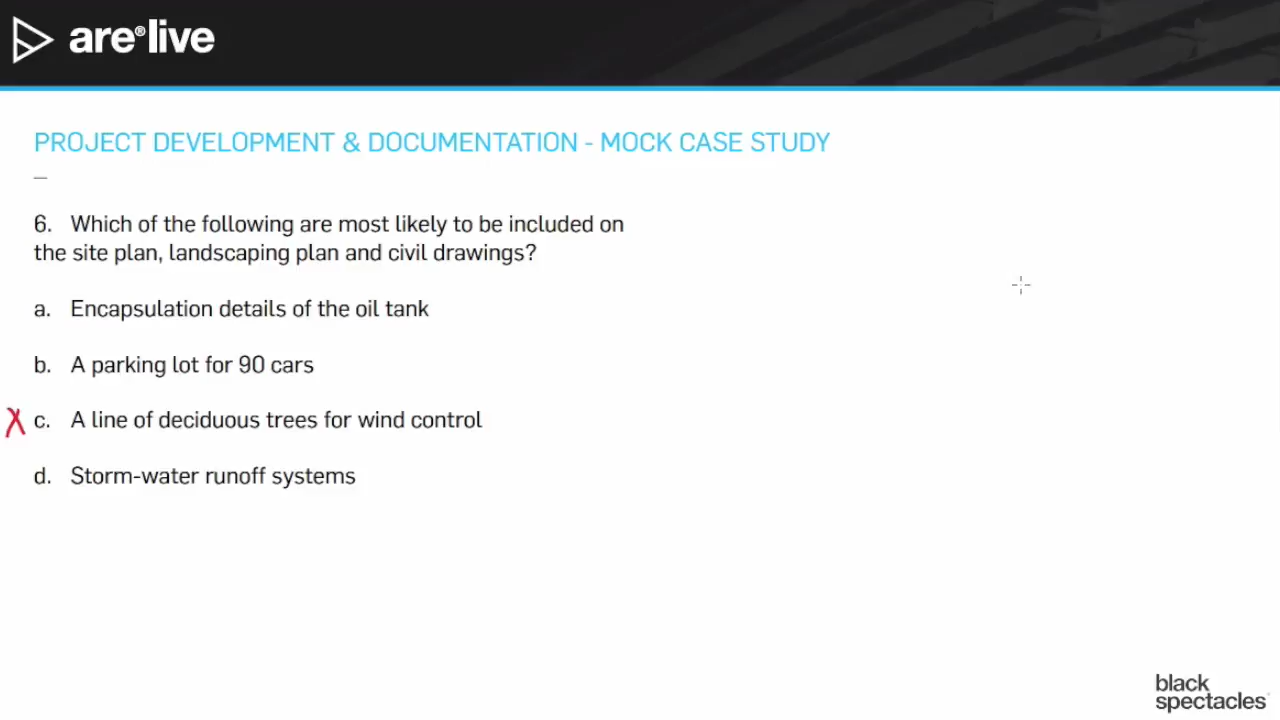 are®live
PROJECT DEVELOPMENT & DOCUMENTATION - MOCK CASE STUDY
6. Which of the following are most likely to be included on
the site plan, landscaping plan and civil drawings?
a. Encapsulation details of the oil tank
b. A parking lot for 90 cars
X c. A line of deciduous trees for wind control
d. Storm-water runoff systems
black
spectacles